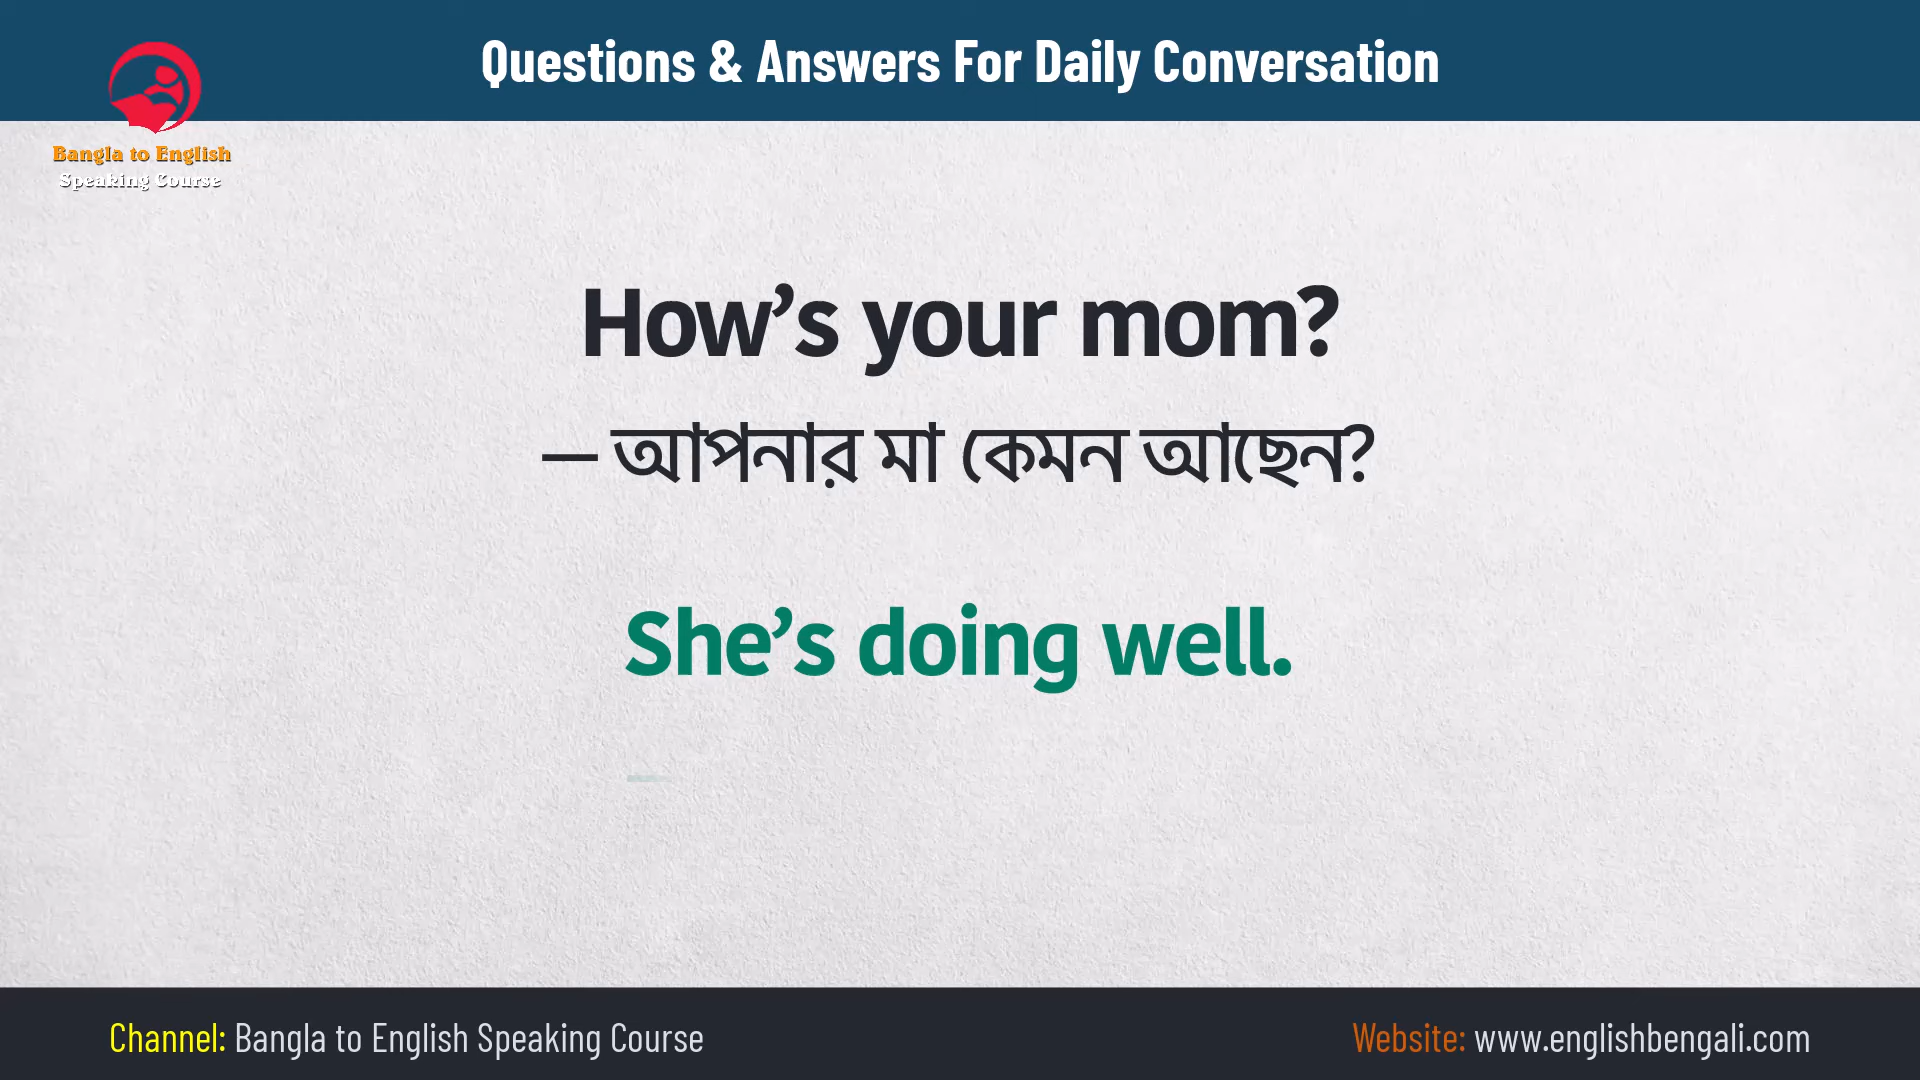 Questions & Answers For Daily Conversation
Bangla to English
Speaking Course
How’s your mom?
— আপনার মা কেমন আছেন?
She’s doing well.
Channel: Bangla to English Speaking Course
Website: www.englishbengali.com